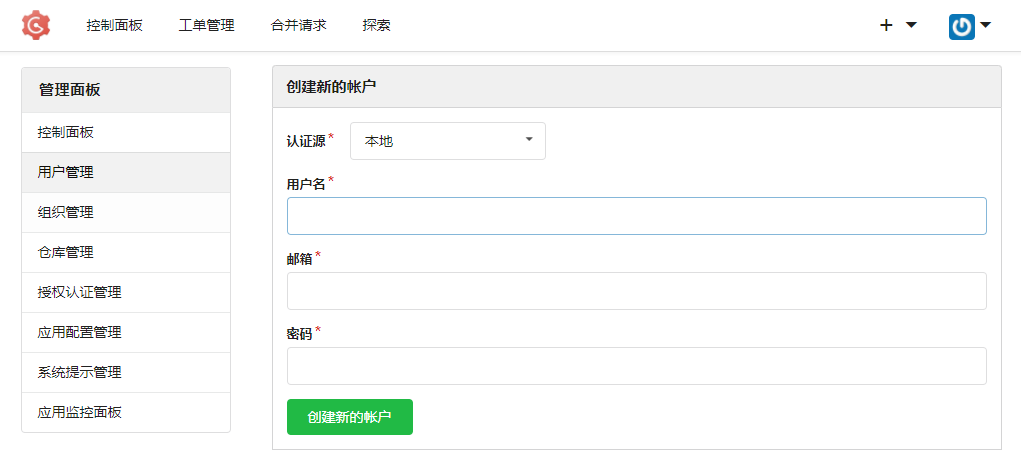 控制面板 工单管理 合并请求 探索
管理面板
控制面板
用户管理
组织管理
仓库管理
授权认证管理
应用配置管理
系统提示管理
应用监控面板
创建新的帐户
认证源* 本地
用户名*
邮箱*
密码*
创建新的帐户